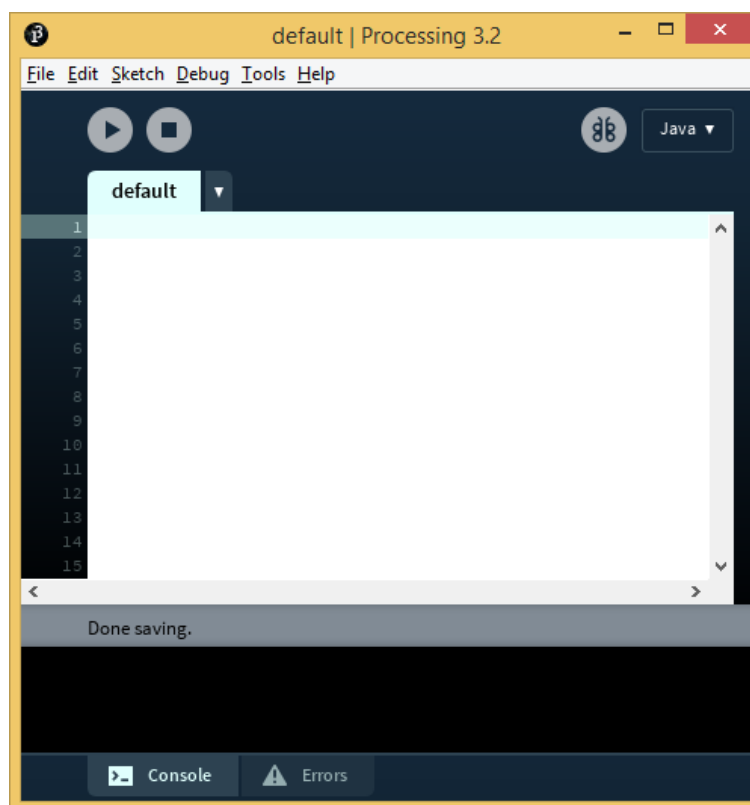 default | Processing 3.2
File Edit Sketch Debug Tools Help
Java ▼
default ▼
1
2
3
4
5
6
7
8
9
10
11
12
13
14
15
Done saving.
Console Errors